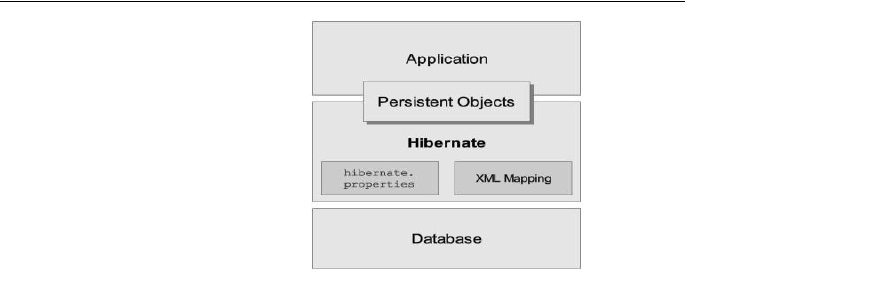 Application
Persistent Objects
Hibernate
hibernate.
properties
XML Mapping
Database